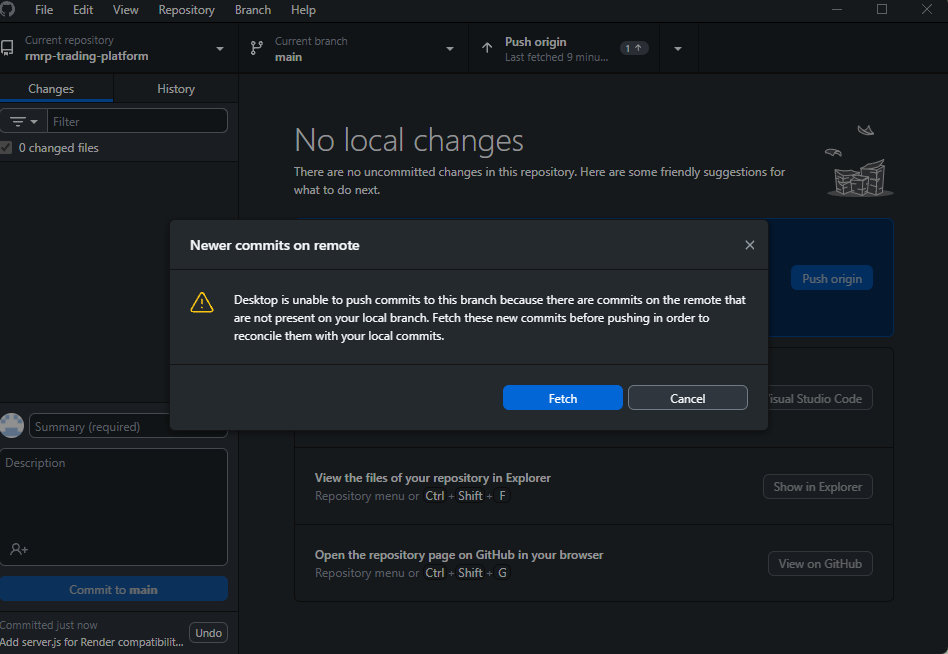 File Edit View Repository Branch Help
Current repository
rmrp-trading-platform
Current branch
main
Push origin
Last fetched 9 minu...
1
Changes History
Filter
0 changed files
No local changes
There are no uncommitted changes in this repository. Here are some friendly suggestions for
what to do next.
Push origin
Newer commits on remote
Desktop is unable to push commits to this branch because there are commits on the remote that
are not present on your local branch. Fetch these new commits before pushing in order to
reconcile them with your local commits.
Fetch Cancel
isual Studio Code
Summary (required)
Description
View the files of your repository in Explorer
Repository menu or Ctrl + Shift + F
Show in Explorer
Open the repository page on GitHub in your browser
Repository menu or Ctrl + Shift + G
View on GitHub
Commit to main
Committed just now
Add server.js for Render compatibilit...
Undo